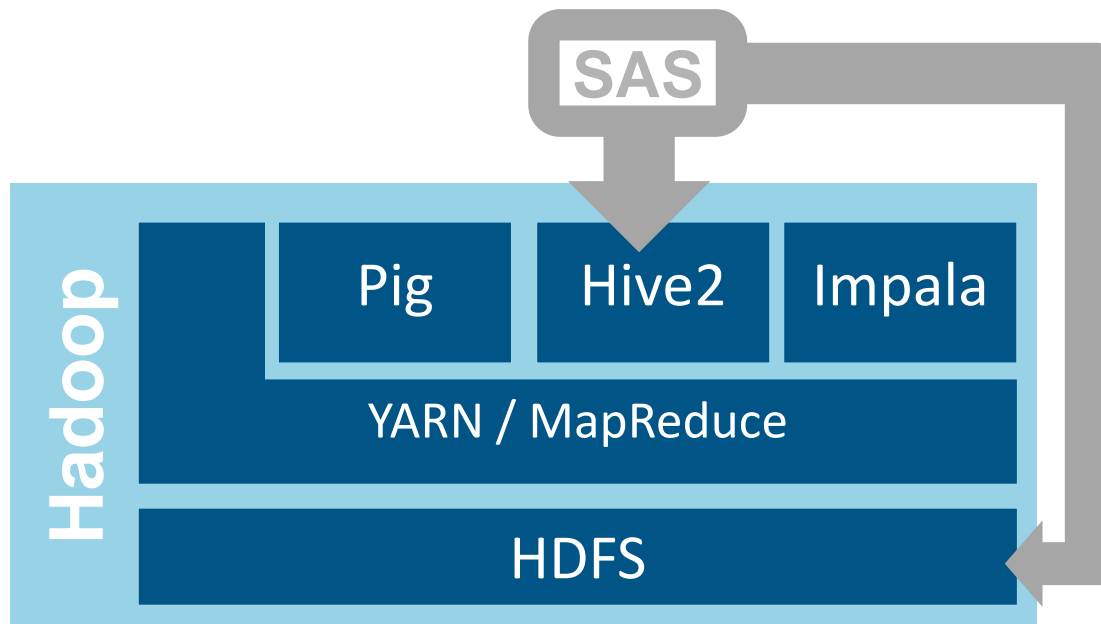 SAS
Hadoop
Pig
Hive2
Impala
YARN / MapReduce
HDFS